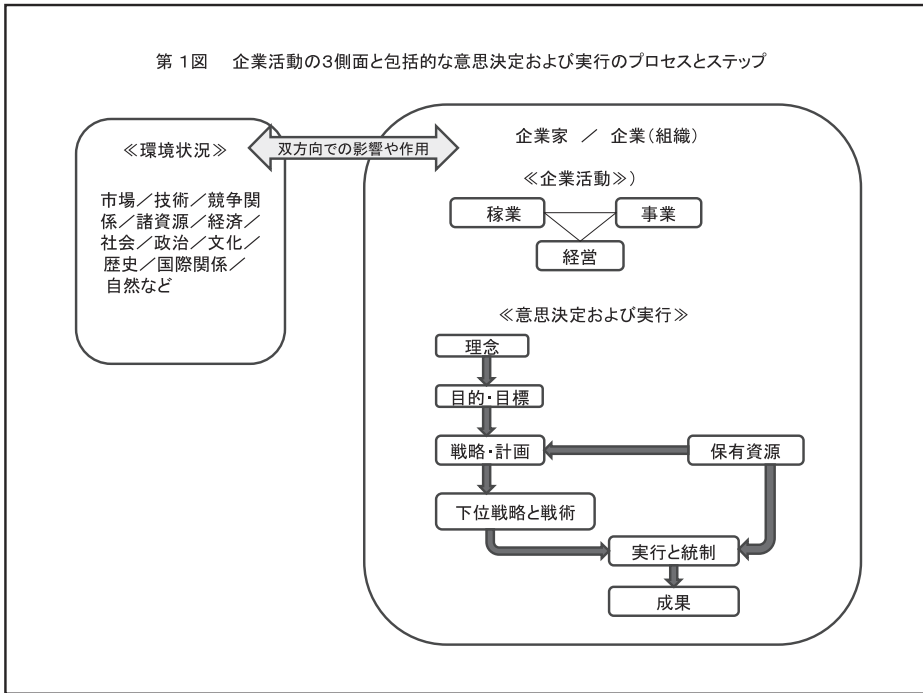 第1図　企業活動の3側面と包括的な意思決定および実行のプロセスとステップ
≪環境状況≫
市場／技術／競争関
係／諸資源／経済／
社会／政治／文化／
歴史／国際関係／
自然など
双方向での影響や作用
企業家　／　企業(組織)
≪企業活動≫)
稼業
事業
経営
≪意思決定および実行≫
理念
目的・目標
戦略・計画
保有資源
下位戦略と戦術
実行と統制
成果